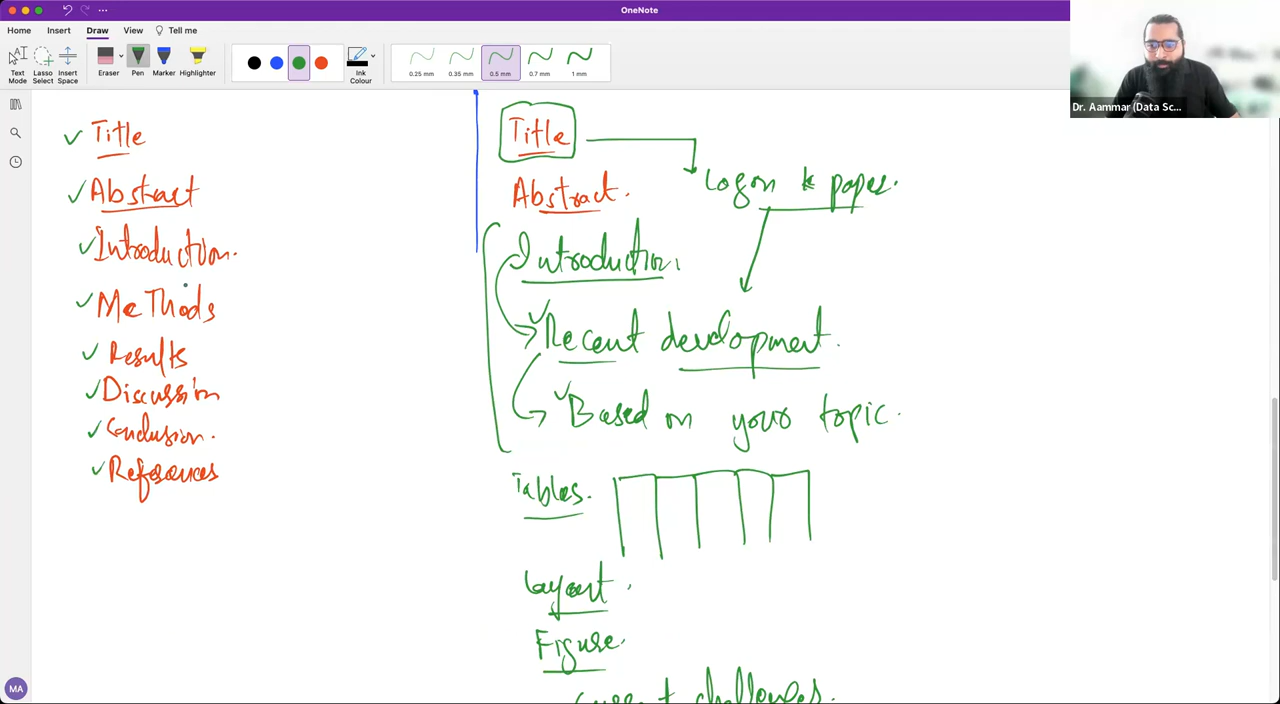 OneNote
Home Insert Draw View Tell me
Text Mode
Lasso Select
Insert Space
Eraser
Pen
Marker
Highlighter
Ink Colour
0.25 mm
0.35 mm
0.5 mm
0.7 mm
1 mm
Dr. Aammar (Data Sc...
Title
Abstract
Introduction.
Methods
Results
Discussion
Conclusion.
References
Title
Abstract.
Logon k papes.
Introduction.
Recent development.
Based on your topic.
Tables.
Layout.
Figure.
Current challenges.
MA